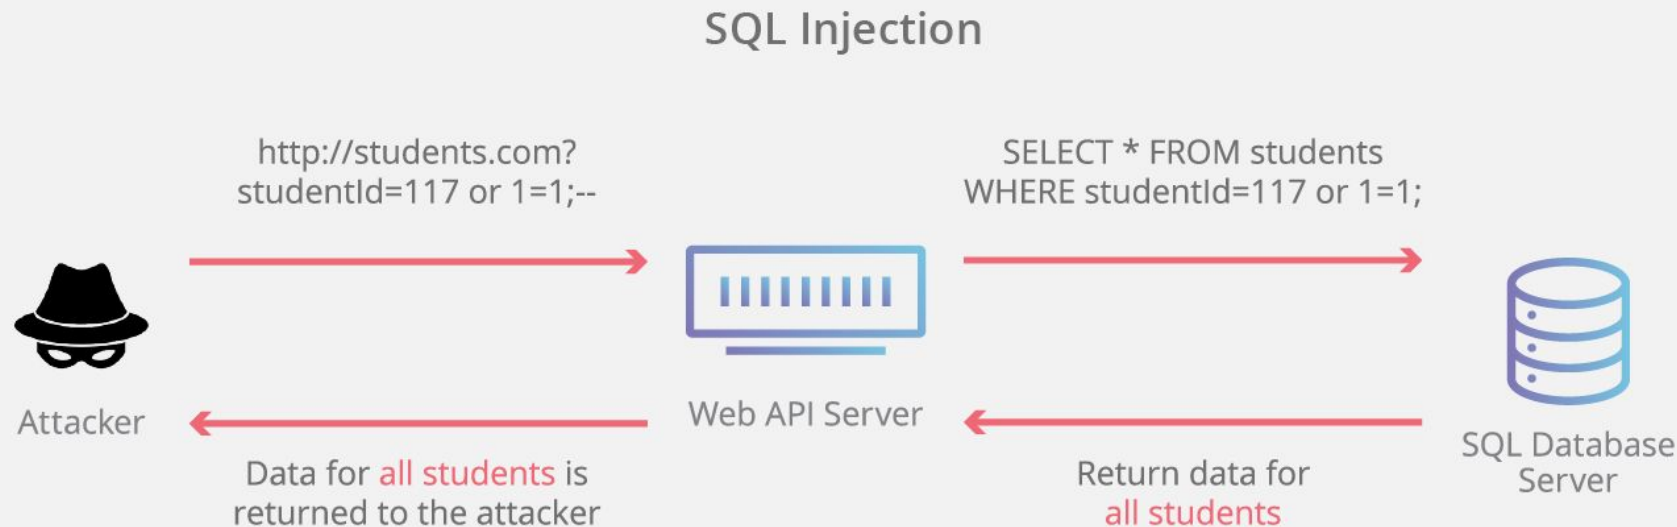 SQL Injection
http://students.com?
studentId=117 or 1=1;--
SELECT * FROM students
WHERE studentId=117 or 1=1;
Attacker
Web API Server
SQL Database
Server
Data for all students is
returned to the attacker
Return data for
all students